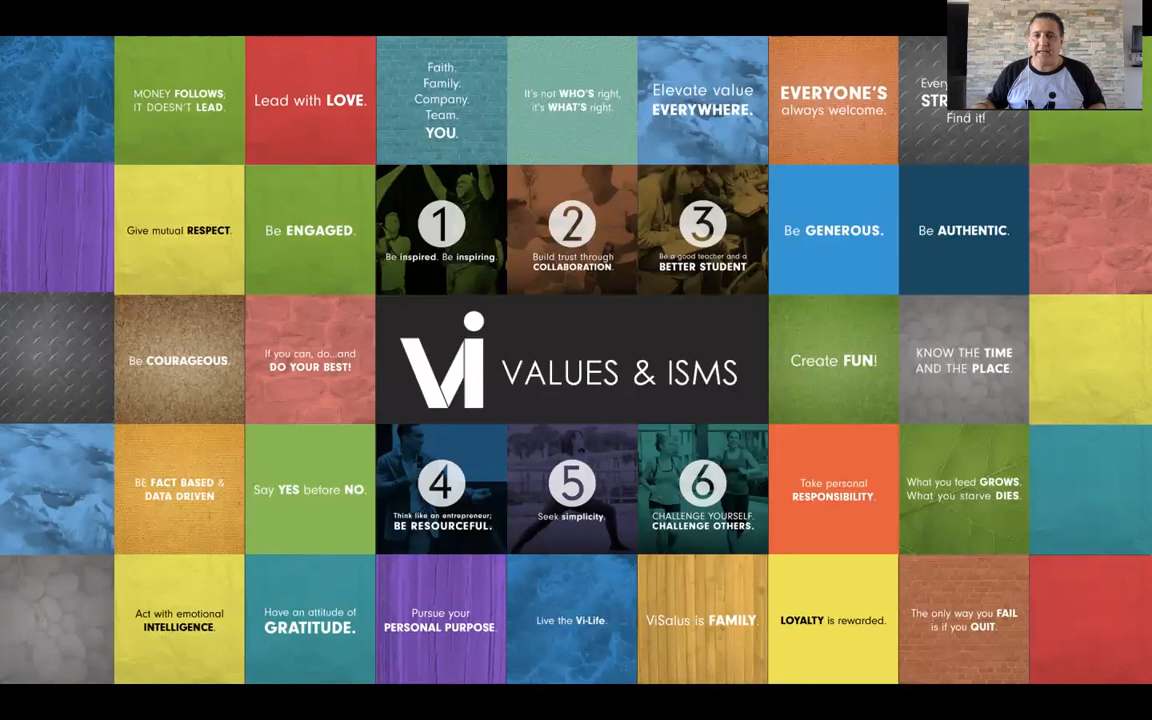 MONEY FOLLOWS;
IT DOESN'T LEAD.
Lead with LOVE.
Faith.
Family.
Company.
Team.
YOU.
It's not WHO'S right,
it's WHAT'S right.
Elevate value
EVERYWHERE.
EVERYONE'S
always welcome.
Find it!
Give mutual RESPECT.
Be ENGAGED.
1
Be inspired. Be inspiring.
2
Build trust through
COLLABORATION.
3
Be a good teacher and a
BETTER STUDENT
Be GENEROUS.
Be AUTHENTIC.
Be COURAGEOUS.
If you can, do...and
DO YOUR BEST!
Vi VALUES & ISMS
Create FUN!
KNOW THE TIME
AND THE PLACE.
BE FACT BASED &
DATA DRIVEN
Say YES before NO.
4
Think like an entrepreneur;
BE RESOURCEFUL.
5
Seek simplicity.
6
CHALLENGE YOURSELF.
CHALLENGE OTHERS.
Take personal
RESPONSIBILITY.
What you feed GROWS.
What you starve DIES.
Act with emotional
INTELLIGENCE.
Have an attitude of
GRATITUDE.
Pursue your
PERSONAL PURPOSE.
Live the Vi-Life.
ViSalus is FAMILY.
LOYALTY is rewarded.
The only way you FAIL
is if you QUIT.